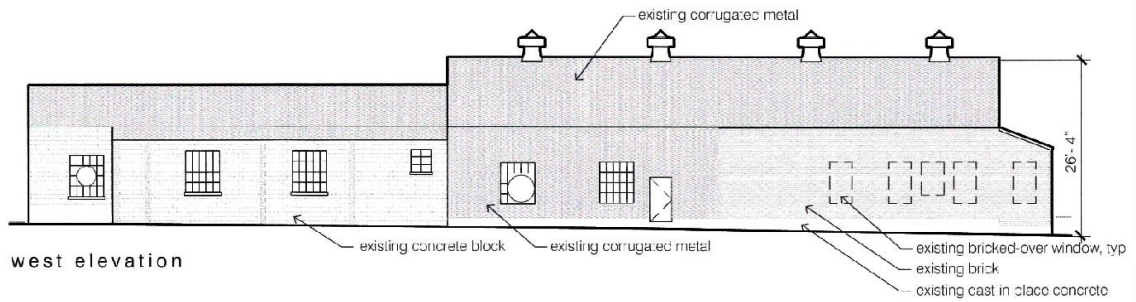 existing corrugated metal
26'- 4"
existing concrete block
existing corrugated metal
existing bricked-over window, typ
existing brick
existing cast in place concrete
west elevation